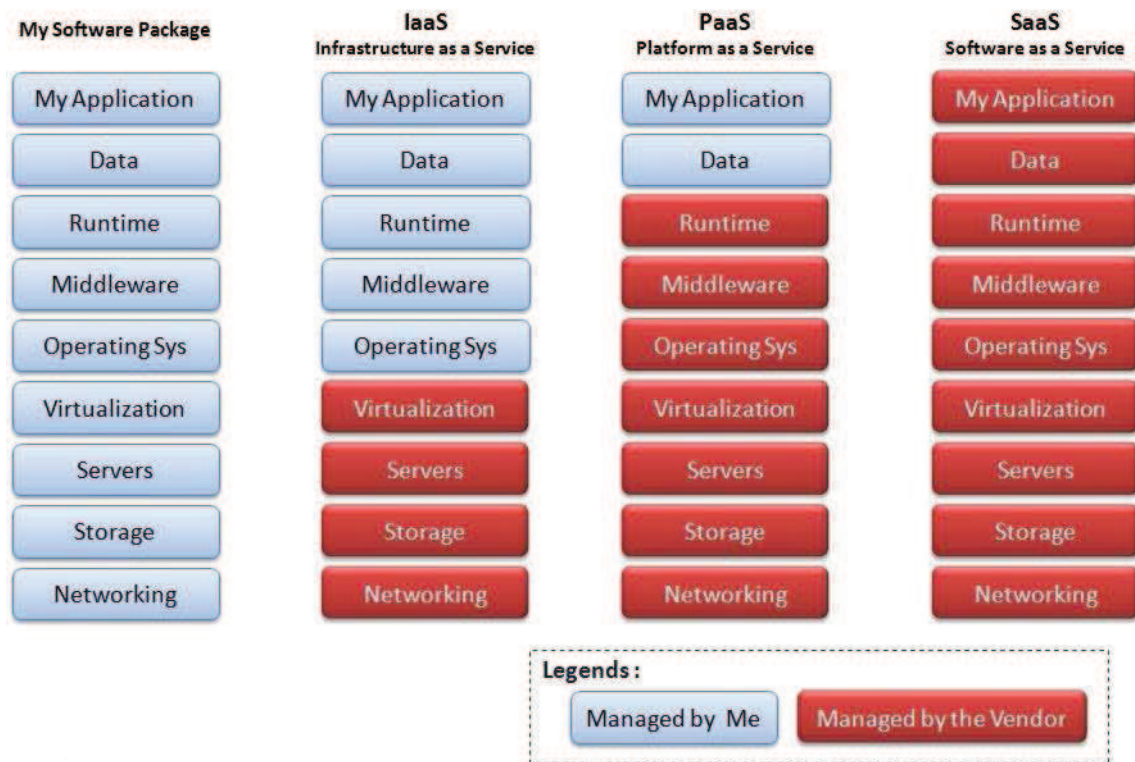 My Software Package
IaaS
Infrastructure as a Service
PaaS
Platform as a Service
SaaS
Software as a Service
My Application
Data
Runtime
Middleware
Operating Sys
Virtualization
Servers
Storage
Networking
My Application
Data
Runtime
Middleware
Operating Sys
Virtualization
Servers
Storage
Networking
My Application
Data
Runtime
Middleware
Operating Sys
Virtualization
Servers
Storage
Networking
My Application
Data
Runtime
Middleware
Operating Sys
Virtualization
Servers
Storage
Networking
Legends :
Managed by Me
Managed by the Vendor